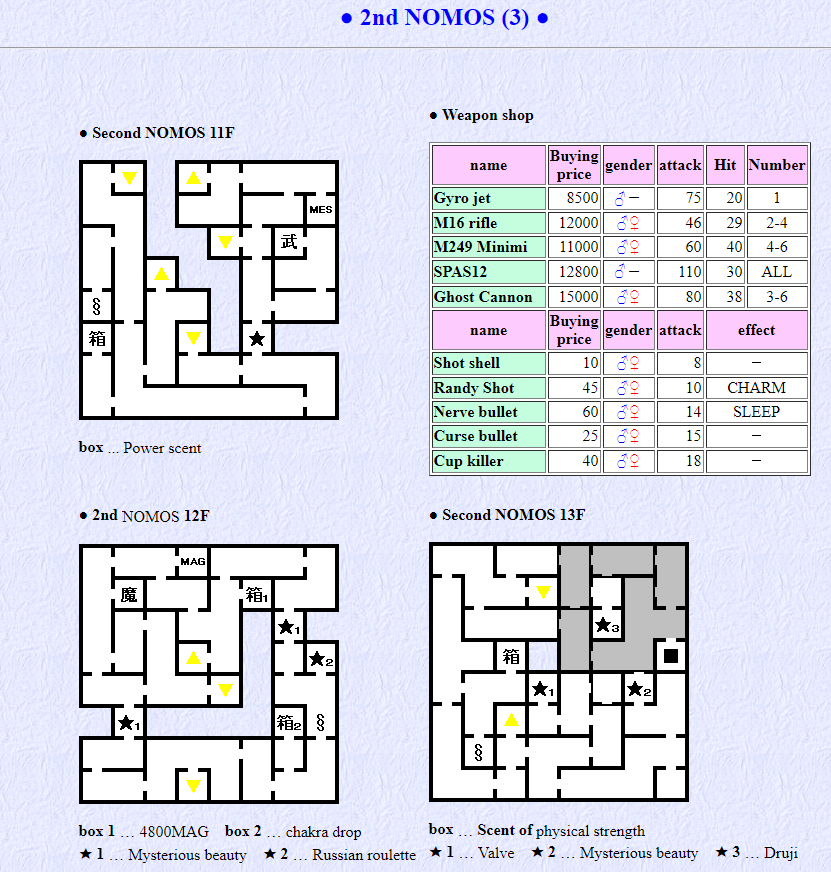 ● 2nd NOMOS (3) ●
● Second NOMOS 11F
MES
武
§
箱
★
box ... Power scent
● Weapon shop
name Buying price gender attack Hit Number
Gyro jet 8500 ♂− 75 20 1
M16 rifle 12000 ♂♀ 46 29 2-4
M249 Minimi 11000 ♂♀ 60 40 4-6
SPAS12 12800 ♂− 110 30 ALL
Ghost Cannon 15000 ♂♀ 80 38 3-6
name Buying price gender attack effect
Shot shell 10 ♂♀ 8 −
Randy Shot 45 ♂♀ 10 CHARM
Nerve bullet 60 ♂♀ 14 SLEEP
Curse bullet 25 ♂♀ 15 −
Cup killer 40 ♂♀ 18 −
● 2nd NOMOS 12F
MAG
魔 箱1
★1
★2
★1 箱2 §
box 1 … 4800MAG box 2 … chakra drop
★ 1 … Mysterious beauty ★ 2 … Russian roulette
● Second NOMOS 13F
★3
箱 ■
★1 ★2
§
box … Scent of physical strength
★ 1 … Valve ★ 2 … Mysterious beauty ★ 3 … Druji